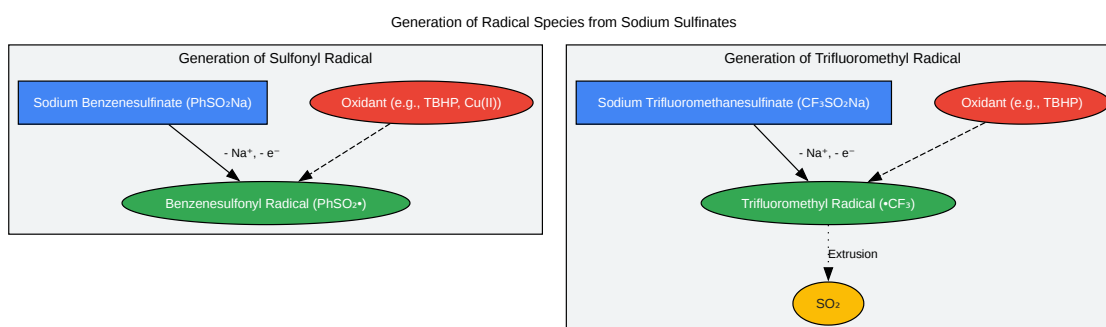 Generation of Radical Species from Sodium Sulfinates
Generation of Sulfonyl Radical
Sodium Benzenesulfinate (PhSO₂Na)
Oxidant (e.g., TBHP, Cu(II))
- Na⁺, - e⁻
Benzenesulfonyl Radical (PhSO₂•)
Generation of Trifluoromethyl Radical
Sodium Trifluoromethanesulfinate (CF₃SO₂Na)
Oxidant (e.g., TBHP)
- Na⁺, - e⁻
Trifluoromethyl Radical (•CF₃)
Extrusion
SO₂